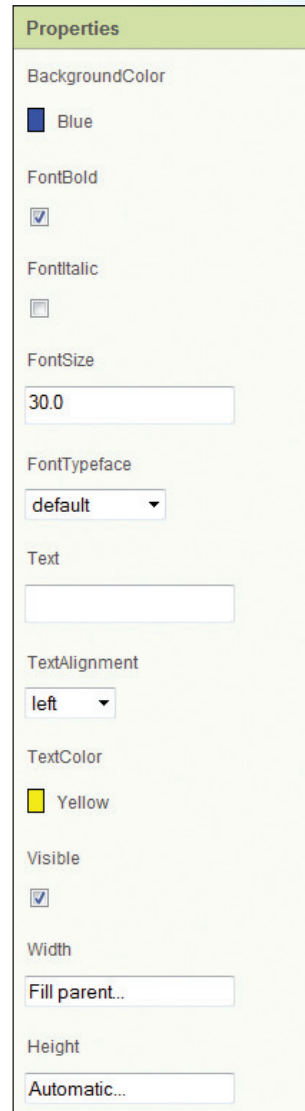 Properties
BackgroundColor
Blue
FontBold
FontItalic
FontSize
30.0
FontTypeface
default
Text
TextAlignment
left
TextColor
Yellow
Visible
Width
Fill parent...
Height
Automatic...